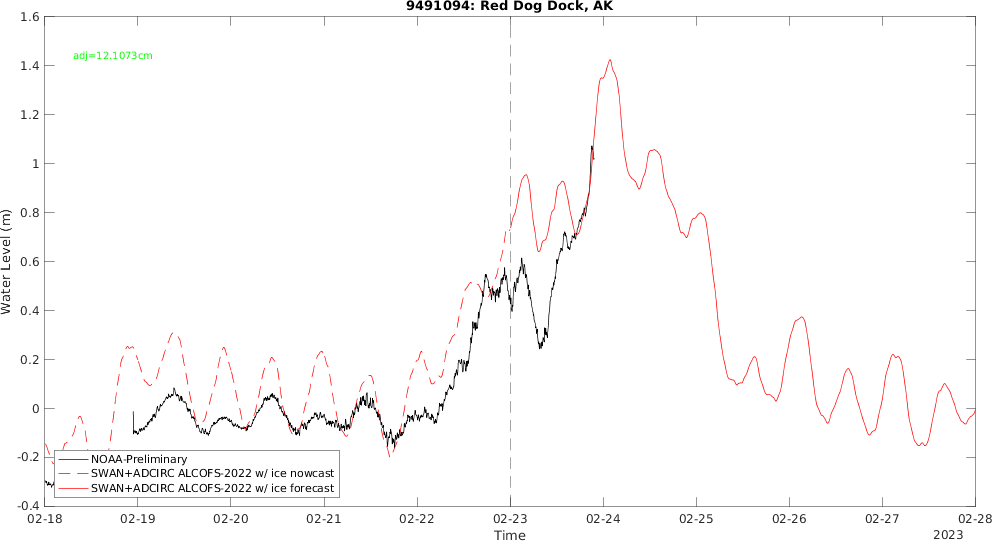 9491094: Red Dog Dock, AK
adj=12.1073cm
1.6
1.4
1.2
1
0.8
0.6
0.4
0.2
0
-0.2
-0.4
Water Level (m)
NOAA-Preliminary
SWAN+ADCIRC ALCOFS-2022 w/ ice nowcast
SWAN+ADCIRC ALCOFS-2022 w/ ice forecast
02-18 02-19 02-20 02-21 02-22 02-23 02-24 02-25 02-26 02-27 02-28
Time
2023